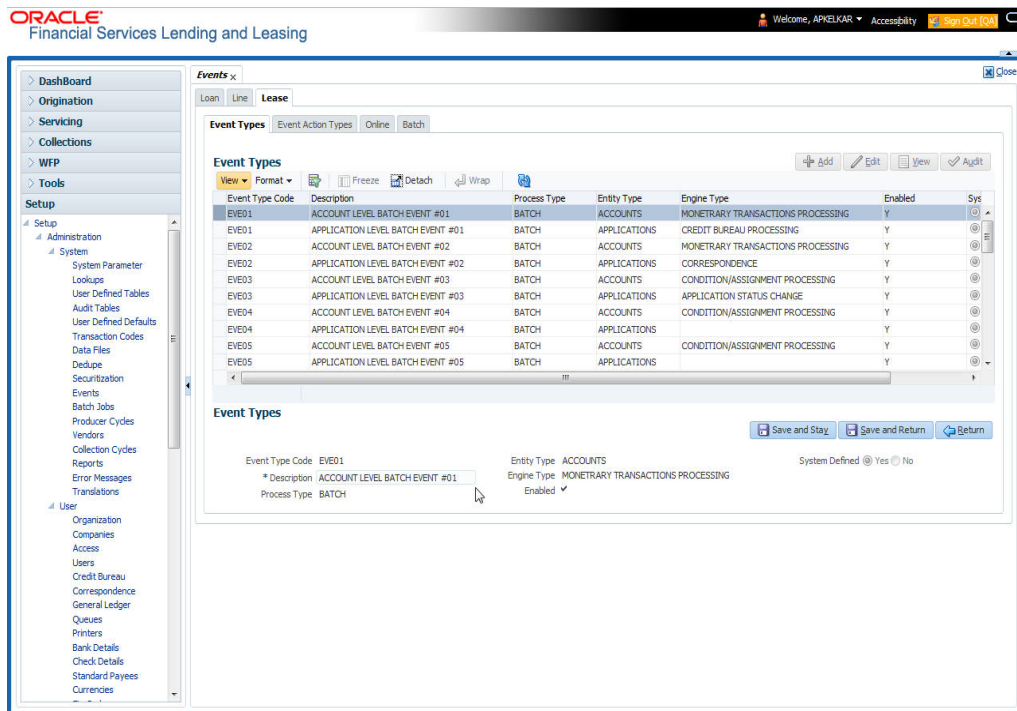 ORACLE
Financial Services Lending and Leasing
Welcome, APKELKAR
Accessibility
Sign Out [QA]
DashBoard
Origination
Servicing
Collections
WFP
Tools
Setup
Setup
Administration
System
System Parameter
Lookups
User Defined Tables
Audit Tables
User Defined Defaults
Transaction Codes
Data Files
Dedupe
Securitization
Events
Batch Jobs
Producer Cycles
Vendors
Collection Cycles
Reports
Error Messages
Translations
User
Organization
Companies
Access
Users
Credit Bureau
Correspondence
General Ledger
Queues
Printers
Bank Details
Check Details
Standard Payees
Currencies
Events x
Close
Loan Line Lease
Event Types Event Action Types Online Batch
Event Types
Add Edit View Audit
View Format Freeze Detach Wrap
Event Type Code Description Process Type Entity Type Engine Type Enabled Sys
EVE01 ACCOUNT LEVEL BATCH EVENT #01 BATCH ACCOUNTS MONETRARY TRANSACTIONS PROCESSING Y
EVE01 APPLICATION LEVEL BATCH EVENT #01 BATCH APPLICATIONS CREDIT BUREAU PROCESSING Y
EVE02 ACCOUNT LEVEL BATCH EVENT #02 BATCH ACCOUNTS MONETRARY TRANSACTIONS PROCESSING Y
EVE02 APPLICATION LEVEL BATCH EVENT #02 BATCH APPLICATIONS CORRESPONDENCE Y
EVE03 ACCOUNT LEVEL BATCH EVENT #03 BATCH ACCOUNTS CONDITION/ASSIGNMENT PROCESSING Y
EVE03 APPLICATION LEVEL BATCH EVENT #03 BATCH APPLICATIONS APPLICATION STATUS CHANGE Y
EVE04 ACCOUNT LEVEL BATCH EVENT #04 BATCH ACCOUNTS CONDITION/ASSIGNMENT PROCESSING Y
EVE04 APPLICATION LEVEL BATCH EVENT #04 BATCH APPLICATIONS Y
EVE05 ACCOUNT LEVEL BATCH EVENT #05 BATCH ACCOUNTS CONDITION/ASSIGNMENT PROCESSING Y
EVE05 APPLICATION LEVEL BATCH EVENT #05 BATCH APPLICATIONS Y
Event Types
Save and Stay Save and Return Return
Event Type Code EVE01 Entity Type ACCOUNTS System Defined Yes No
* Description ACCOUNT LEVEL BATCH EVENT #01 Engine Type MONETRARY TRANSACTIONS PROCESSING
Process Type BATCH Enabled